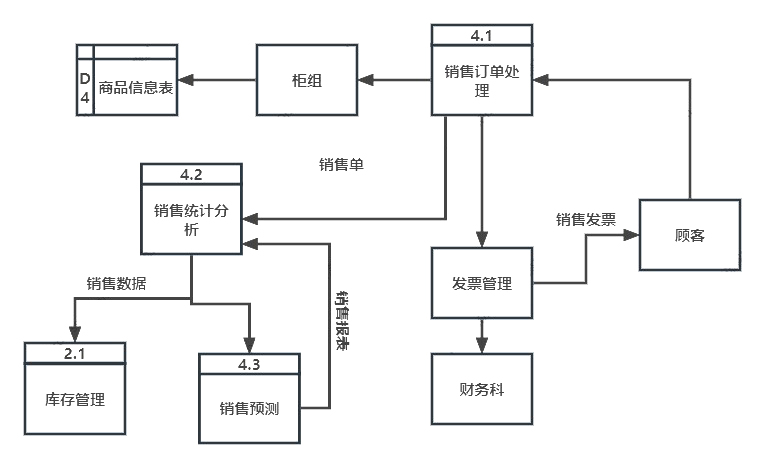 4.1
D
4
商品信息表
柜组
销售订单处
理
销售单
4.2
销售统计分
析
销售发票
顾客
销售数据
销售报表
发票管理
2.1
库存管理
4.3
销售预测
财务科